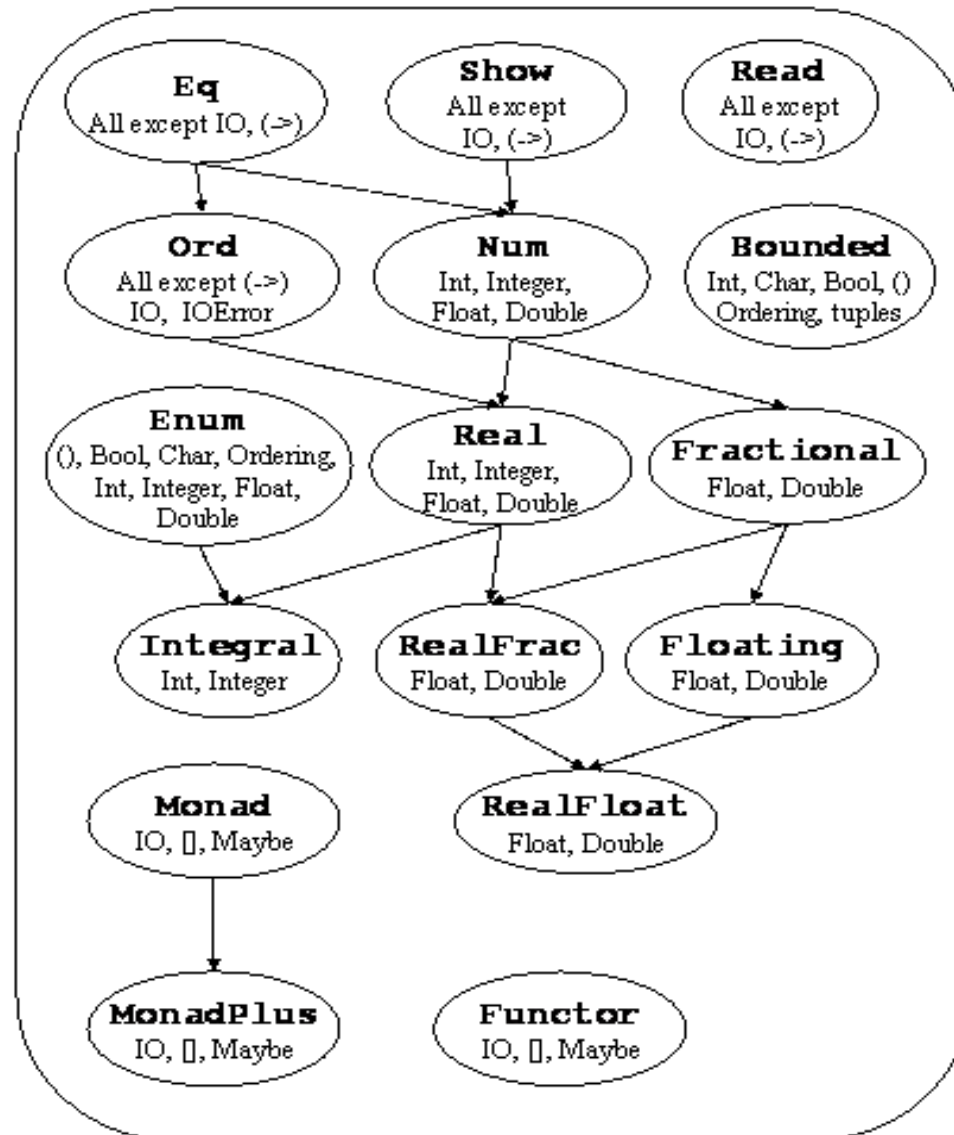 Eq
All except IO, (->)
Show
All except
IO, (->)
Read
All except
IO, (->)
Ord
All except (->)
IO, IOError
Num
Int, Integer,
Float, Double
Bounded
Int, Char, Bool, ()
Ordering, tuples
Enum
(), Bool, Char, Ordering,
Int, Integer, Float,
Double
Real
Int, Integer,
Float, Double
Fractional
Float, Double
Integral
Int, Integer
RealFrac
Float, Double
Floating
Float, Double
Monad
IO, [], Maybe
RealFloat
Float, Double
MonadPlus
IO, [], Maybe
Functor
IO, [], Maybe